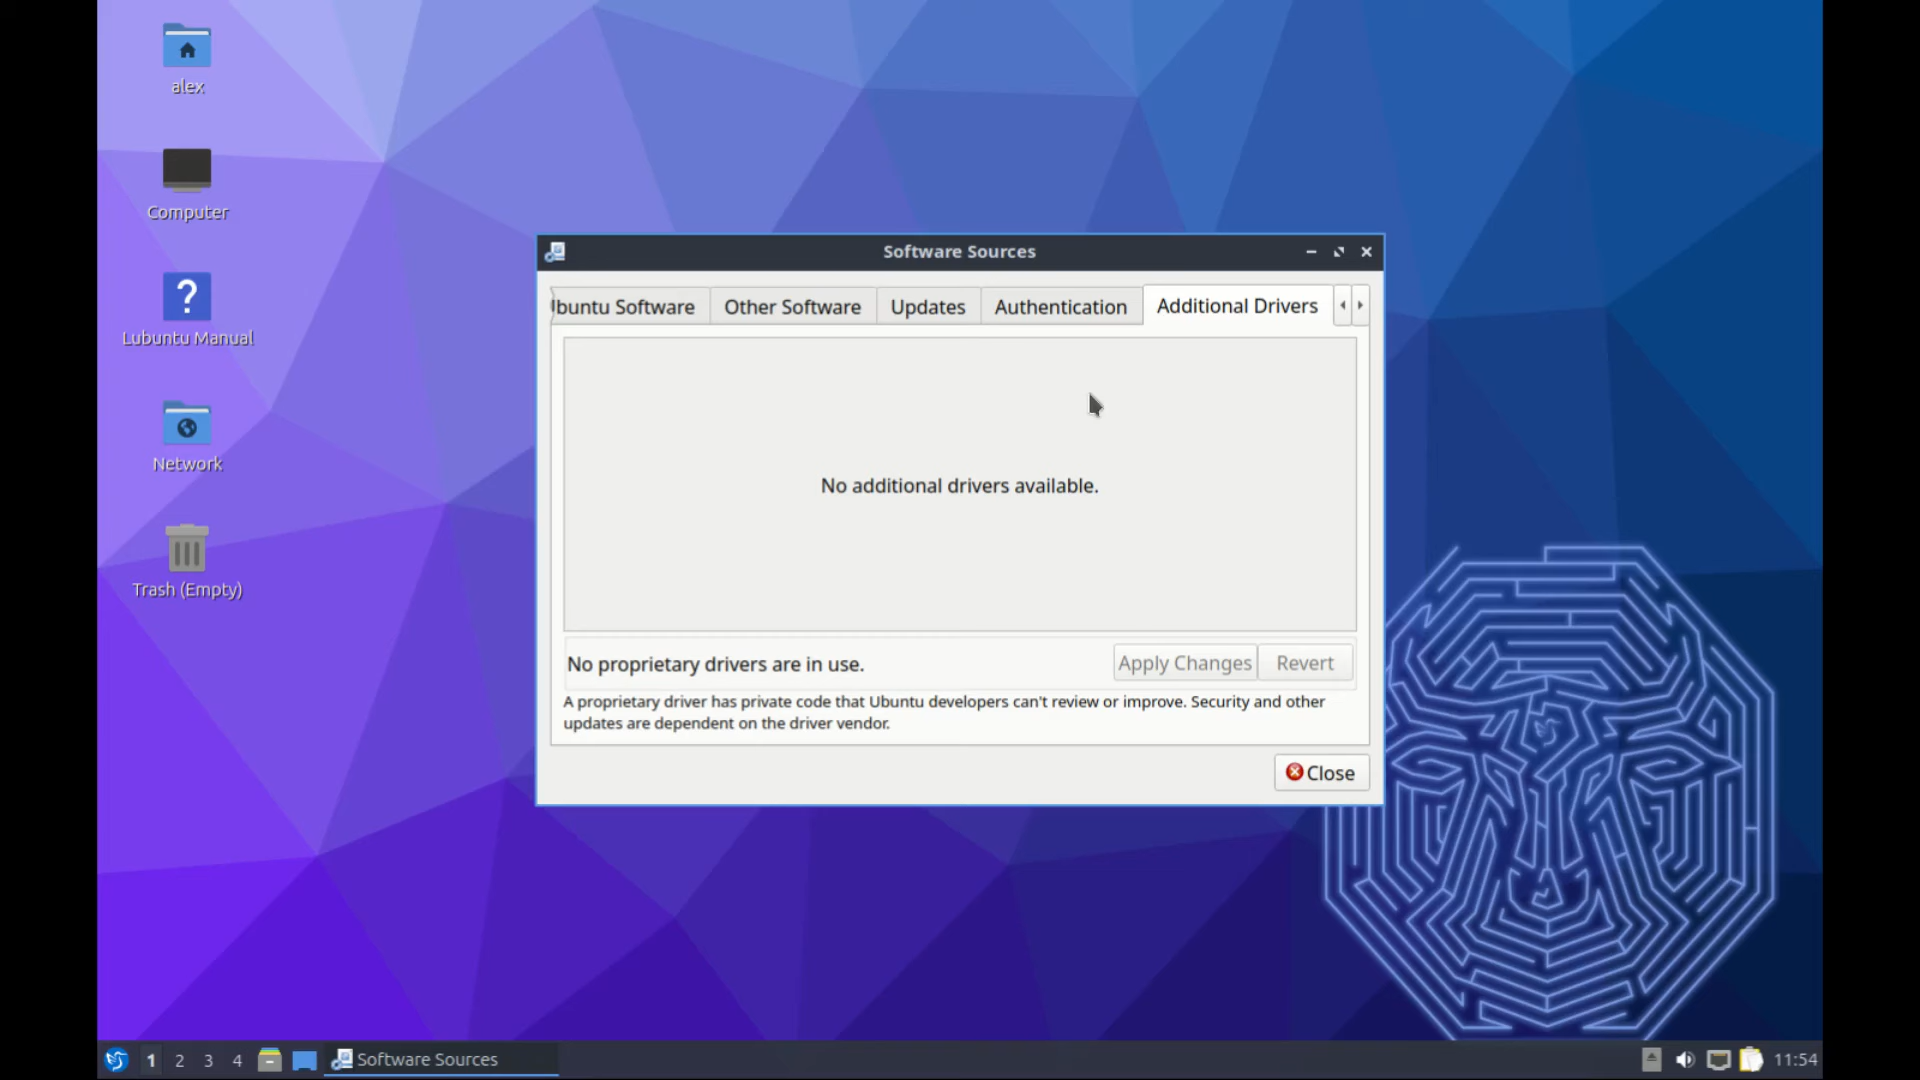 alex
Computer
?
Lubuntu Manual
Network
Trash (Empty)
Software Sources
buntu Software
Other Software
Updates
Authentication
Additional Drivers
No additional drivers available.
No proprietary drivers are in use.
Apply Changes
Revert
A proprietary driver has private code that Ubuntu developers can't review or improve. Security and other
updates are dependent on the driver vendor.
Close
1 2 3 4
Software Sources
11:54